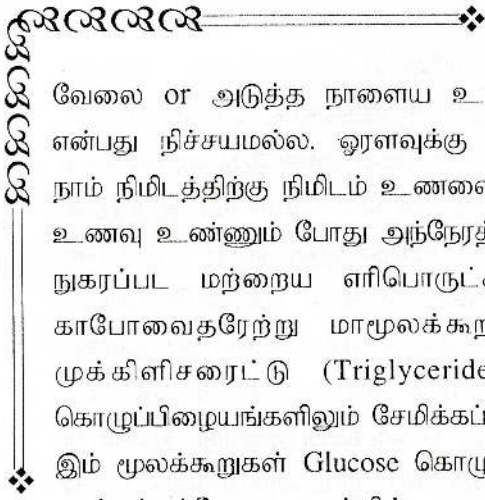 வேலை or அடுத்த நாளைய உ
என்பது நிச்சயமல்ல. ஓரளவுக்கு
நாம் நிமிடத்திற்கு நிமிடம் உணவை
உணவு உண்ணும் போது அந்நேரத்
நுகரப்பட மற்றைய எரிபொருட்
காபோவைதரேற்று மாமூலக்கூறு
முக்கிளிசரைட்டு (Triglyceride
கொழுப்பிழையங்களிலும் சேமிக்கப்
இம் மூலக்கூறுகள் Glucose கொழு